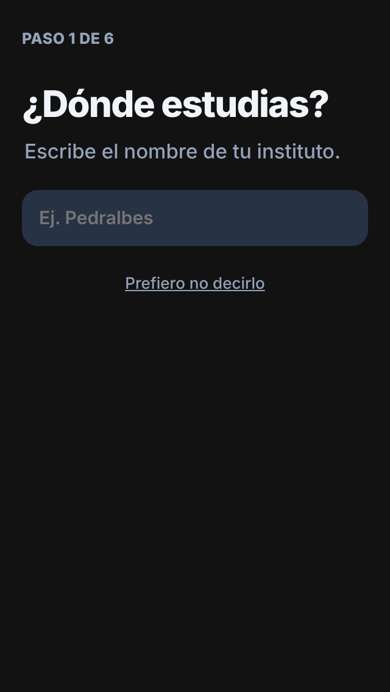 PASO 1 DE 6
¿Dónde estudias?
Escribe el nombre de tu instituto.
Ej. Pedralbes
Prefiero no decirlo